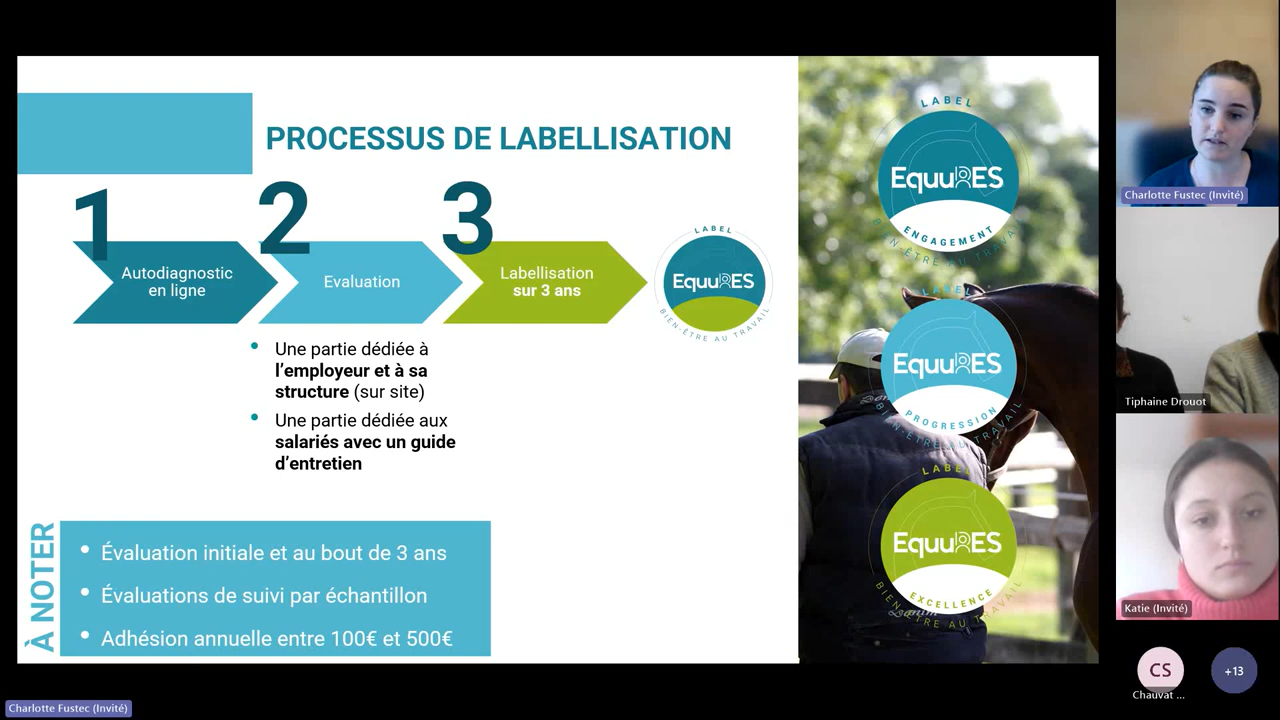 PROCESSUS DE LABELLISATION
1
2
3
Autodiagnostic
en ligne
Evaluation
Labellisation
sur 3 ans
LABEL
EquuRES
BIEN-ÊTRE AU TRAVAIL
Une partie dédiée à
l’employeur et à sa
structure (sur site)
Une partie dédiée aux
salariés avec un guide
d’entretien
À NOTER
Évaluation initiale et au bout de 3 ans
Évaluations de suivi par échantillon
Adhésion annuelle entre 100€ et 500€
LABEL
EquuRES
ENGAGEMENT
BIEN-ÊTRE AU TRAVAIL
LABEL
EquuRES
PROGRESSION
BIEN-ÊTRE AU TRAVAIL
LABEL
EquuRES
EXCELLENCE
BIEN-ÊTRE AU TRAVAIL
Charlotte Fustec (Invité)
Tiphaine Drouot
Katie (Invité)
CS
Chauvat ...
+13
Charlotte Fustec (Invité)